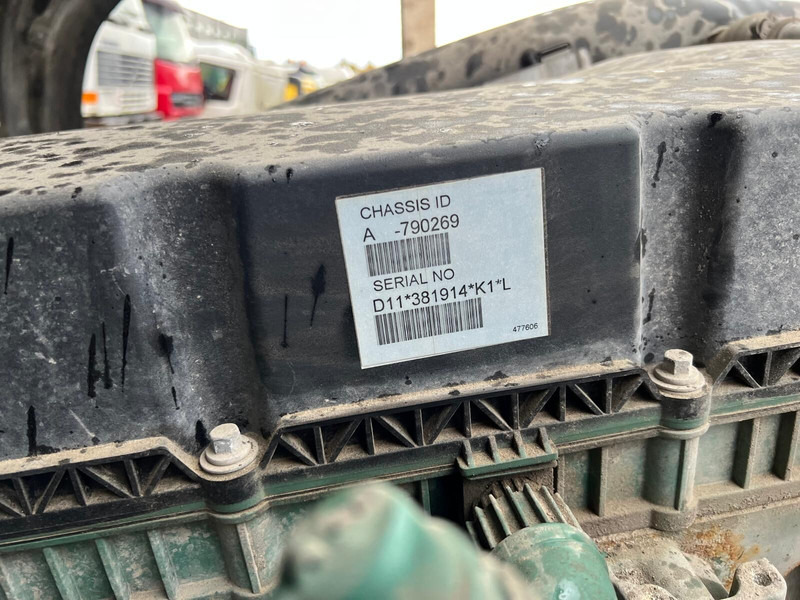 CHASSIS ID
A -790269
SERIAL NO
D11*381914*K1*L
477606